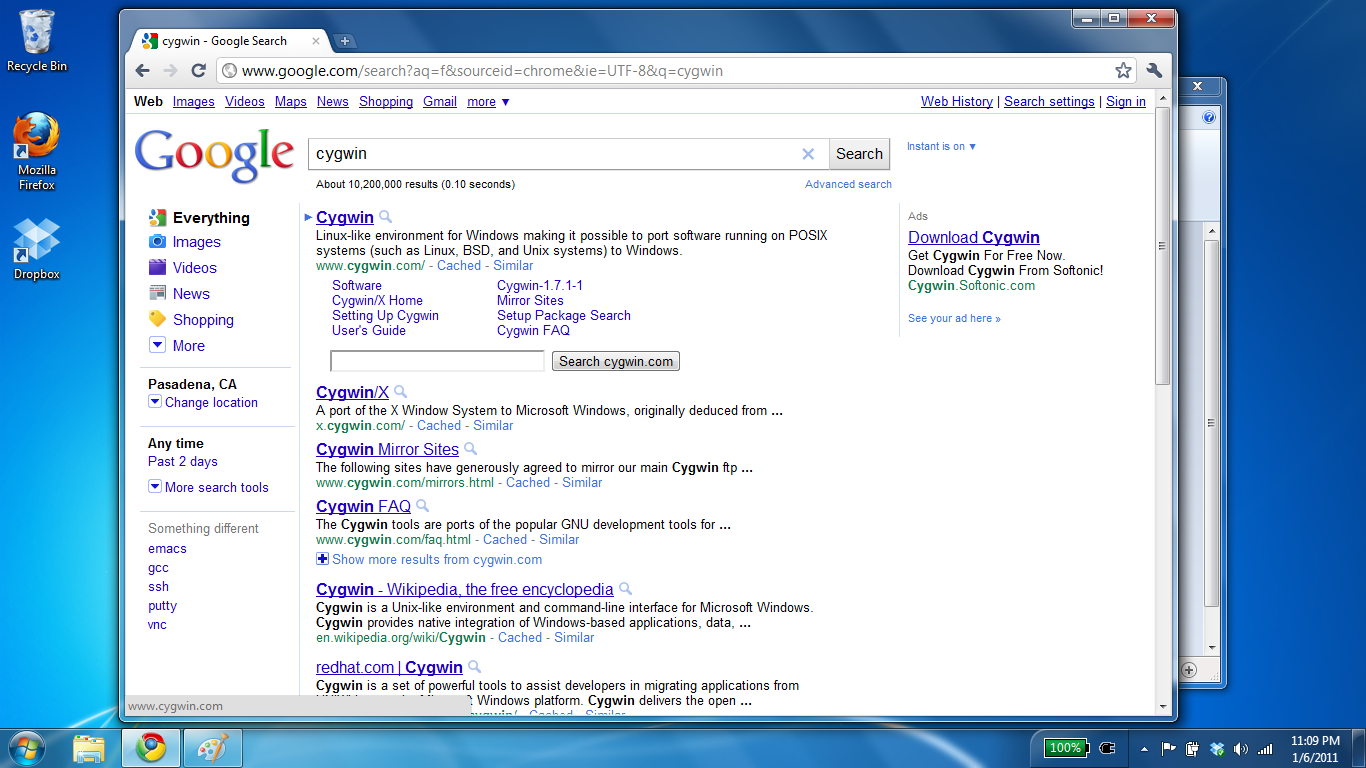 Recycle Bin
Mozilla
Firefox
Dropbox
cygwin - Google Search
www.google.com/search?aq=f&sourceid=chrome&ie=UTF-8&q=cygwin
Web Images Videos Maps News Shopping Gmail more ▼
Web History | Search settings | Sign in
Google
cygwin
Search
Instant is on ▼
About 10,200,000 results (0.10 seconds)
Advanced search
Everything
Images
Videos
News
Shopping
More
Pasadena, CA
Change location
Any time
Past 2 days
More search tools
Something different
emacs
gcc
ssh
putty
vnc
Cygwin
Linux-like environment for Windows making it possible to port software running on POSIX
systems (such as Linux, BSD, and Unix systems) to Windows.
www.cygwin.com/ - Cached - Similar
Software Cygwin-1.7.1-1
Cygwin/X Home Mirror Sites
Setting Up Cygwin Setup Package Search
User's Guide Cygwin FAQ
Search cygwin.com
Cygwin/X
A port of the X Window System to Microsoft Windows, originally deduced from ...
x.cygwin.com/ - Cached - Similar
Cygwin Mirror Sites
The following sites have generously agreed to mirror our main Cygwin ftp ...
www.cygwin.com/mirrors.html - Cached - Similar
Cygwin FAQ
The Cygwin tools are ports of the popular GNU development tools for ...
www.cygwin.com/faq.html - Cached - Similar
Show more results from cygwin.com
Cygwin - Wikipedia, the free encyclopedia
Cygwin is a Unix-like environment and command-line interface for Microsoft Windows.
Cygwin provides native integration of Windows-based applications, data, ...
en.wikipedia.org/wiki/Cygwin - Cached - Similar
redhat.com | Cygwin
Cygwin is a set of powerful tools to assist developers in migrating applications from
Windows platform. Cygwin delivers the open ...
cygwin/ - Cached - Similar
Ads
Download Cygwin
Get Cygwin For Free Now.
Download Cygwin From Softonic!
Cygwin.Softonic.com
See your ad here »
www.cygwin.com
100%
11:09 PM
1/6/2011